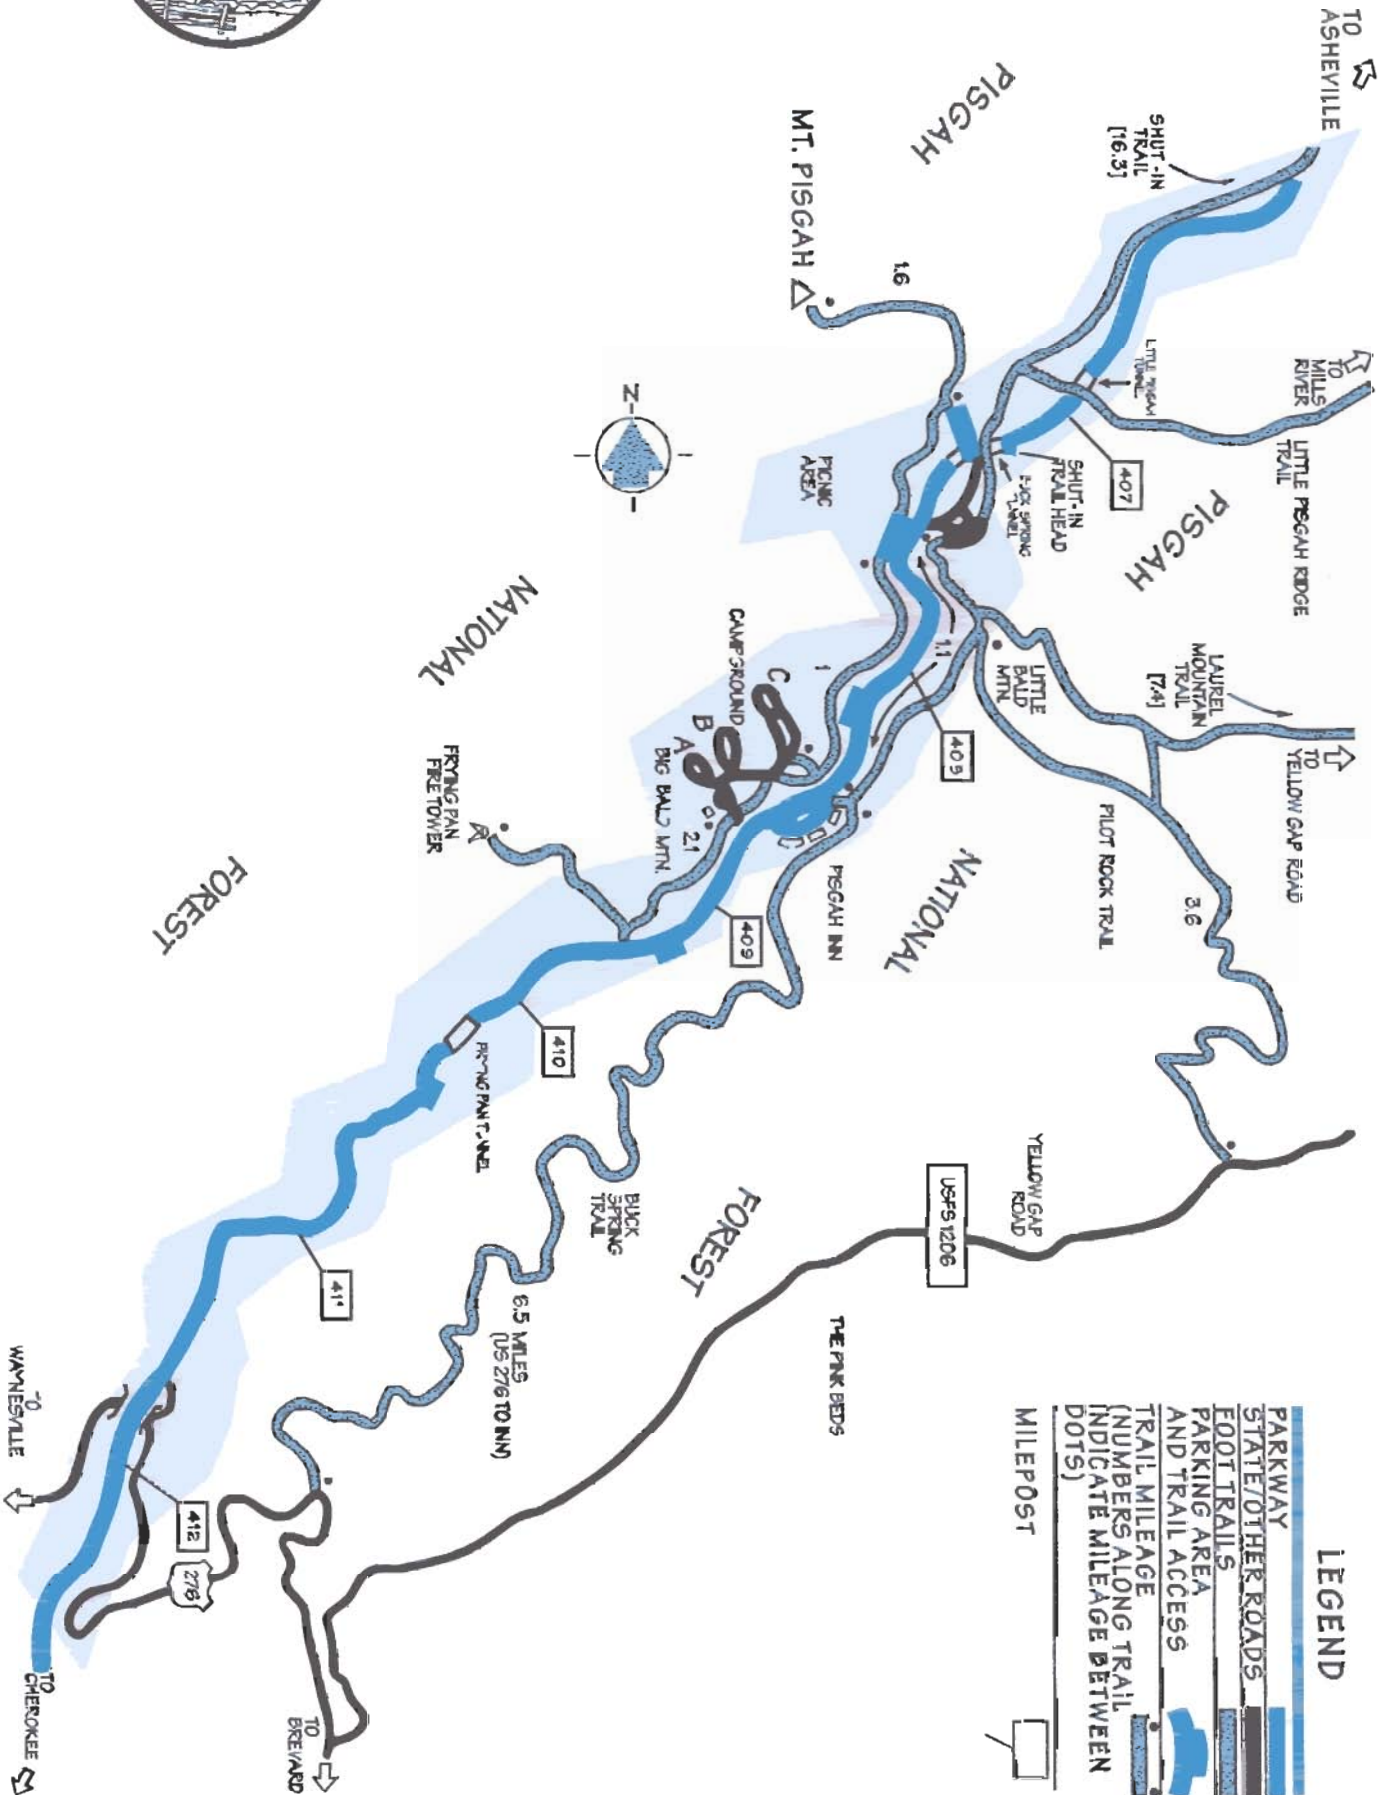 TO
ASHEVILLE
SHUT-IN
TRAIL
[16.3]
PISGAH
MT. PISGAH
1.6
TO
MILLS
RIVER
LITTLE PISGAH RIDGE
TRAIL
LITTLE PISGAH
TUNNEL
407
SHUT-IN
TRAIL HEAD
BUCK SPRING
TUNNEL
PISGAH
PICNIC
AREA
N
NATIONAL
LAUREL
MOUNTAIN
TRAIL
[7.4]
TO
YELLOW GAP ROAD
LITTLE
BALD
MTN.
1.1
1
405
CAMPGROUND
C
B
A
BIG BALD MTN.
2.1
FRYING PAN
FIRE TOWER
PILOT ROCK TRAIL
3.6
PISGAH INN
NATIONAL
409
FOREST
410
FRYING PAN TUNNEL
BUCK
SPRING
TRAIL
FOREST
YELLOW GAP
ROAD
USFS 1206
THE PINK BEDS
6.5 MILES
(US 276 TO INN)
411
412
276
TO
WAYNESVILLE
TO
CHEROKEE
TO
BREVARD
LEGEND
PARKWAY
STATE/OTHER ROADS
FOOT TRAILS
PARKING AREA
AND TRAIL ACCESS
TRAIL MILEAGE
(NUMBERS ALONG TRAIL
INDICATE MILEAGE BETWEEN
DOTS)
MILEPOST